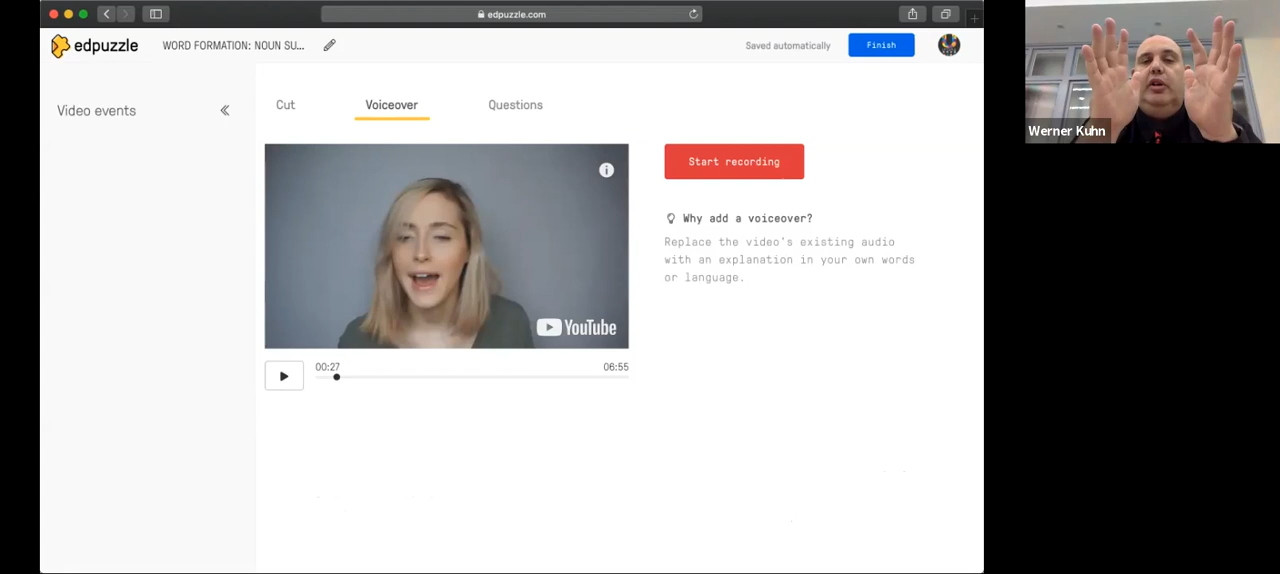 edpuzzle.com
edpuzzle
WORD FORMATION: NOUN SU...
Saved automatically
Finish
Video events
Cut
Voiceover
Questions
YouTube
00:27
06:55
Start recording
Why add a voiceover?
Replace the video's existing audio
with an explanation in your own words
or language.
Werner Kuhn